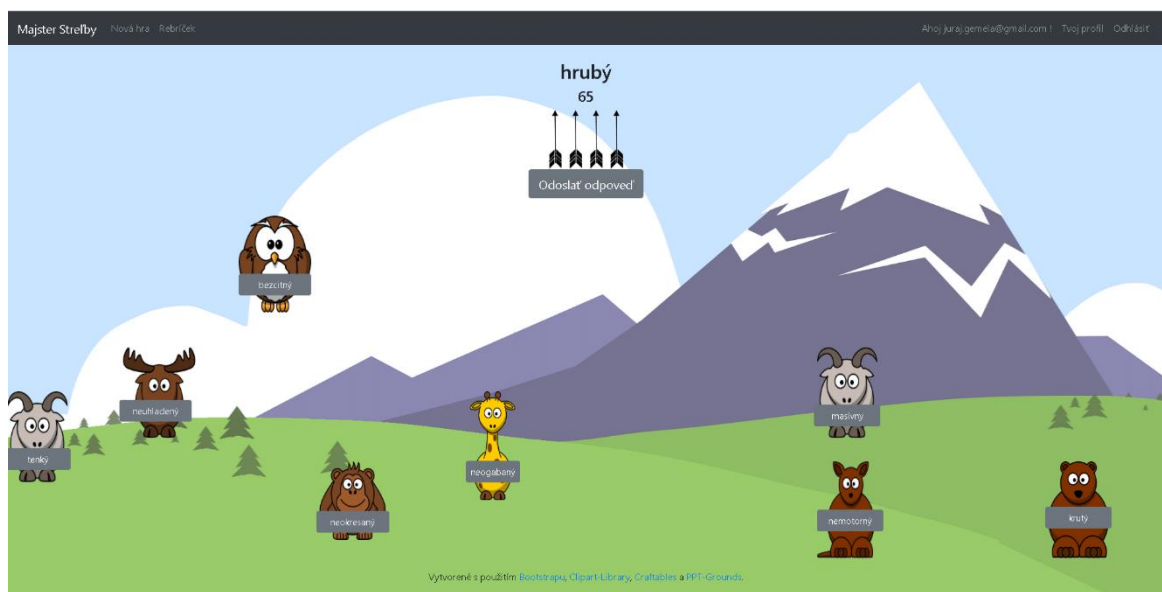 Majster Streľby Nová hra Rebríček Ahoj juraj.gemela@gmail.com ! Tvoj profil Odhlásiť
hrubý
65
Odoslať odpoveď
bezcitný
neuhladený
masívny
tenký
neogabaný
neokresaný
nemotorný
krutý
Vytvorené s použitím Bootstrapu, Clipart-Library, Craftables a PPT-Grounds.